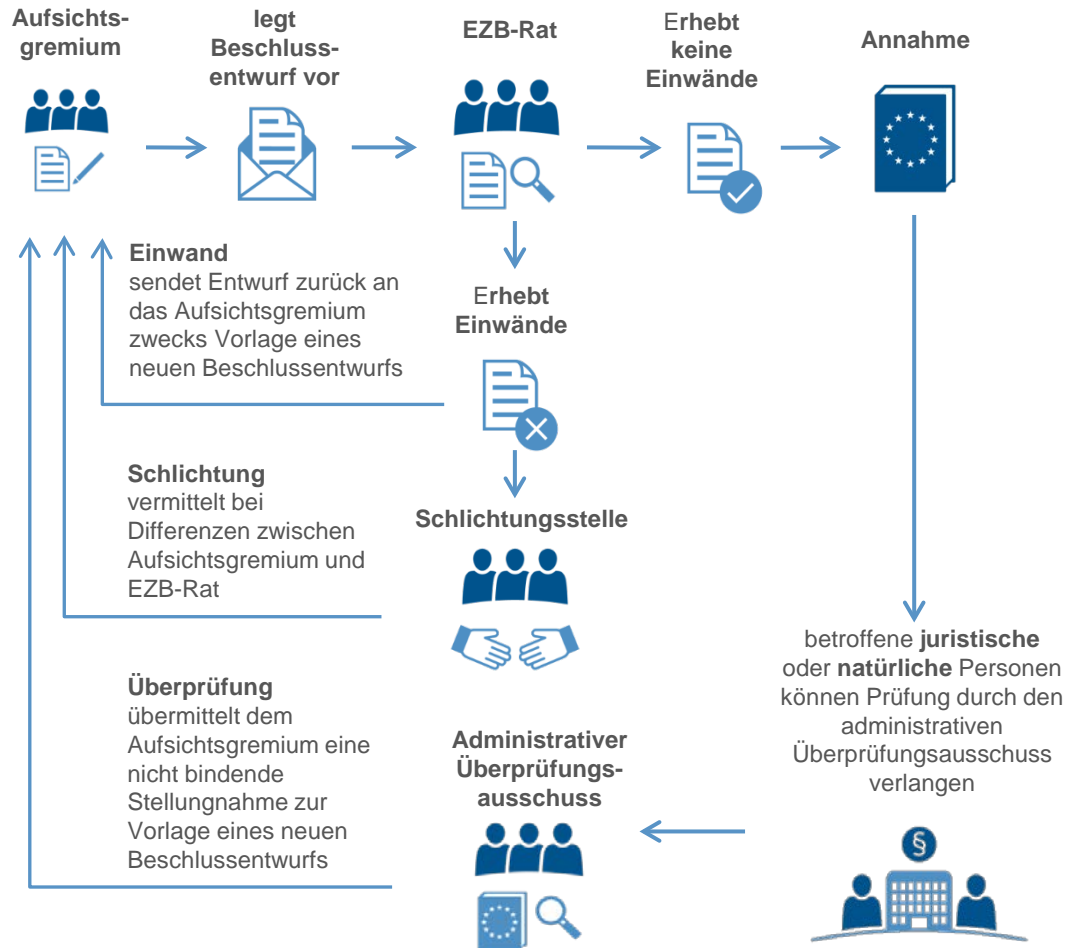 Aufsichts-
gremium
legt
Beschluss-
entwurf vor
EZB-Rat
Erhebt
keine
Einwände
Annahme
Einwand
sendet Entwurf zurück an
das Aufsichtsgremium
zwecks Vorlage eines
neuen Beschlussentwurfs
Erhebt
Einwände
Schlichtung
vermittelt bei
Differenzen zwischen
Aufsichtsgremium und
EZB-Rat
Schlichtungsstelle
betroffene juristische
oder natürliche Personen
können Prüfung durch den
administrativen
Überprüfungsausschuss
verlangen
Überprüfung
übermittelt dem
Aufsichtsgremium eine
nicht bindende
Stellungnahme zur
Vorlage eines neuen
Beschlussentwurfs
Administrativer
Überprüfungs-
ausschuss
§